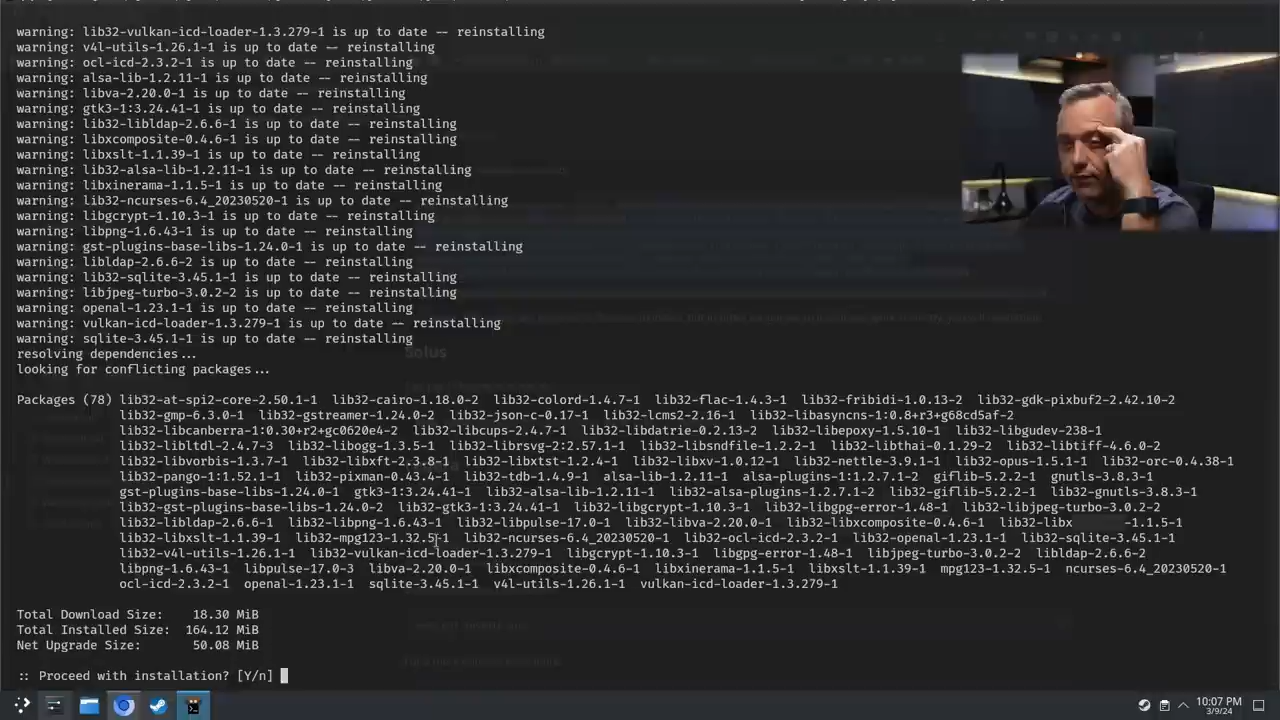 warning: lib32-vulkan-icd-loader-1.3.279-1 is up to date -- reinstalling
warning: v4l-utils-1.26.1-1 is up to date -- reinstalling
warning: ocl-icd-2.3.2-1 is up to date -- reinstalling
warning: alsa-lib-1.2.11-1 is up to date -- reinstalling
warning: libva-2.20.0-1 is up to date -- reinstalling
warning: gtk3-1:3.24.41-1 is up to date -- reinstalling
warning: lib32-libldap-2.6.6-1 is up to date -- reinstalling
warning: libxcomposite-0.4.6-1 is up to date -- reinstalling
warning: libxslt-1.1.39-1 is up to date -- reinstalling
warning: lib32-alsa-lib-1.2.11-1 is up to date -- reinstalling
warning: libxinerama-1.1.5-1 is up to date -- reinstalling
warning: lib32-ncurses-6.4_20230520-1 is up to date -- reinstalling
warning: libgcrypt-1.10.3-1 is up to date -- reinstalling
warning: libpng-1.6.43-1 is up to date -- reinstalling
warning: gst-plugins-base-libs-1.24.0-1 is up to date -- reinstalling
warning: libldap-2.6.6-2 is up to date -- reinstalling
warning: lib32-sqlite-3.45.1-1 is up to date -- reinstalling
warning: libjpeg-turbo-3.0.2-2 is up to date -- reinstalling
warning: openal-1.23.1-1 is up to date -- reinstalling
warning: vulkan-icd-loader-1.3.279-1 is up to date -- reinstalling
warning: sqlite-3.45.1-1 is up to date -- reinstalling
resolving dependencies...
Solus
looking for conflicting packages...
Packages (78) lib32-at-spi2-core-2.50.1-1 lib32-cairo-1.18.0-2 lib32-colord-1.4.7-1 lib32-flac-1.4.3-1 lib32-fribidi-1.0.13-2 lib32-gdk-pixbuf2-2.42.10-2
lib32-gmp-6.3.0-1 lib32-gstreamer-1.24.0-2 lib32-json-c-0.17-1 lib32-lcms2-2.16-1 lib32-libasyncns-1:0.8+r3+g68cd5af-2
lib32-libcanberra-1:0.30+r2+gc0620e4-2 lib32-libcups-2.4.7-1 lib32-libdatrie-0.2.13-2 lib32-libepoxy-1.5.10-1 lib32-libgudev-238-1
lib32-libltdl-2.4.7-3 lib32-libogg-1.3.5-1 lib32-librsvg-2:2.57.1-1 lib32-libsndfile-1.2.2-1 lib32-libthai-0.1.29-2 lib32-libtiff-4.6.0-2
lib32-libvorbis-1.3.7-1 lib32-libxft-2.3.8-1 lib32-libxtst-1.2.4-1 lib32-libxv-1.0.12-1 lib32-nettle-3.9.1-1 lib32-opus-1.5.1-1 lib32-orc-0.4.38-1
lib32-pango-1:1.52.1-1 lib32-pixman-0.43.4-1 lib32-tdb-1.4.9-1 alsa-lib-1.2.11-1 alsa-plugins-1:1.2.7.1-2 giflib-5.2.2-1 gnutls-3.8.3-1
gst-plugins-base-libs-1.24.0-1 gtk3-1:3.24.41-1 lib32-alsa-lib-1.2.11-1 lib32-alsa-plugins-1.2.7.1-2 lib32-giflib-5.2.2-1 lib32-gnutls-3.8.3-1
lib32-gst-plugins-base-libs-1.24.0-2 lib32-gtk3-1:3.24.41-1 lib32-libgcrypt-1.10.3-1 lib32-libgpg-error-1.48-1 lib32-libjpeg-turbo-3.0.2-2
lib32-libldap-2.6.6-1 lib32-libpng-1.6.43-1 lib32-libpulse-17.0-1 lib32-libva-2.20.0-1 lib32-libxcomposite-0.4.6-1 lib32-libx -1.1.5-1
lib32-libxslt-1.1.39-1 lib32-mpg123-1.32.5-1 lib32-ncurses-6.4_20230520-1 lib32-ocl-icd-2.3.2-1 lib32-openal-1.23.1-1 lib32-sqlite-3.45.1-1
lib32-v4l-utils-1.26.1-1 lib32-vulkan-icd-loader-1.3.279-1 libgcrypt-1.10.3-1 libgpg-error-1.48-1 libjpeg-turbo-3.0.2-2 libldap-2.6.6-2
libpng-1.6.43-1 libpulse-17.0-3 libva-2.20.0-1 libxcomposite-0.4.6-1 libxinerama-1.1.5-1 libxslt-1.1.39-1 mpg123-1.32.5-1 ncurses-6.4_20230520-1
ocl-icd-2.3.2-1 openal-1.23.1-1 sqlite-3.45.1-1 v4l-utils-1.26.1-1 vulkan-icd-loader-1.3.279-1
Total Download Size: 18.30 MiB
Total Installed Size: 164.12 MiB
Net Upgrade Size: 50.08 MiB
:: Proceed with installation? [Y/n]
10:07 PM
3/9/24